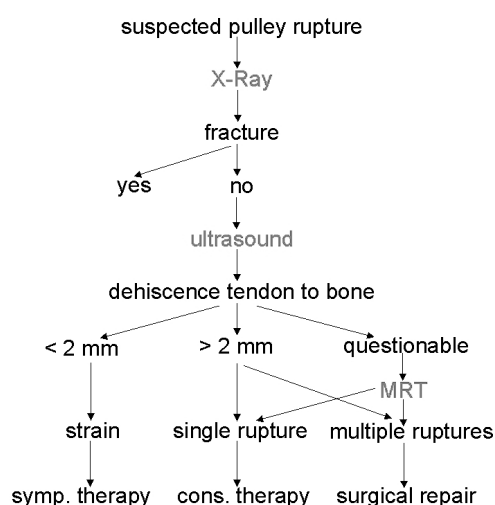 suspected pulley rupture
X-Ray
fracture
yes no
ultrasound
dehiscence tendon to bone
< 2 mm > 2 mm questionable
MRT
strain single rupture multiple ruptures
symp. therapy cons. therapy surgical repair